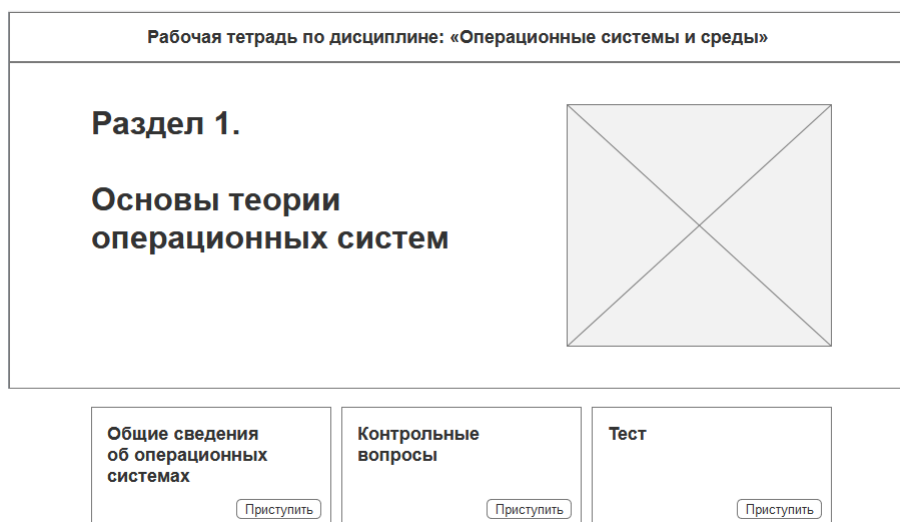 Рабочая тетрадь по дисциплине: «Операционные системы и среды»
Раздел 1.
Основы теории
операционных систем
Общие сведения
об операционных
системах
Приступить
Контрольные
вопросы
Приступить
Тест
Приступить